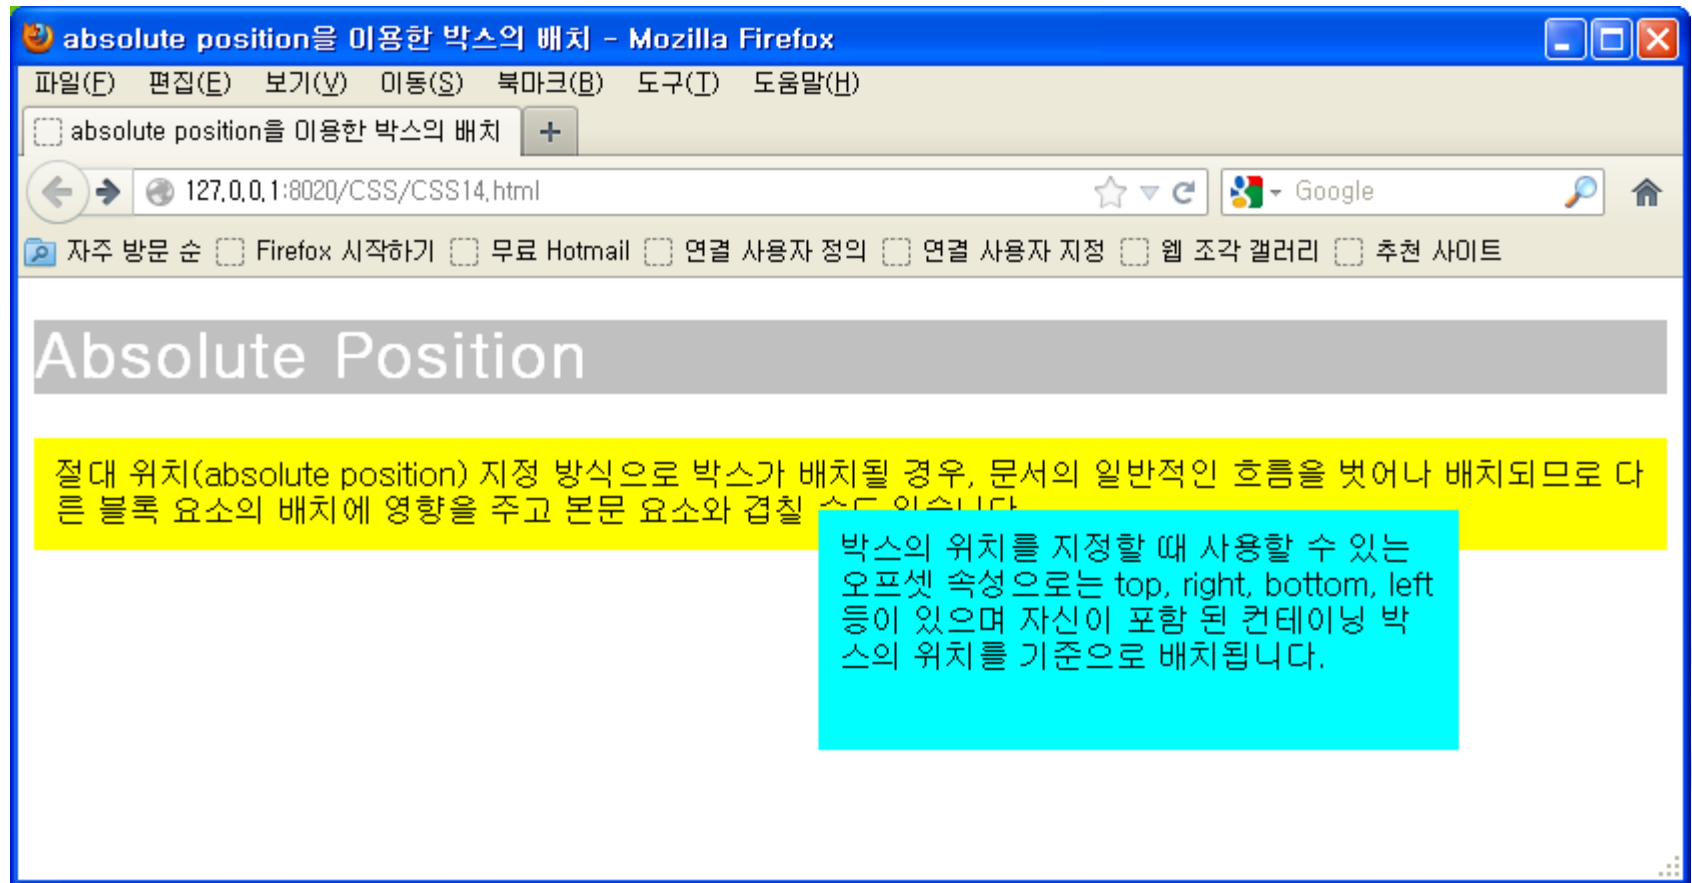 absolute position을 이용한 박스의 배치 - Mozilla Firefox
파일(F) 편집(E) 보기(V) 이동(S) 북마크(B) 도구(T) 도움말(H)
absolute position을 이용한 박스의 배치 +
127.0.0.1:8020/CSS/CSS14.html Google
자주 방문 순 Firefox 시작하기 무료 Hotmail 연결 사용자 정의 연결 사용자 지정 웹 조각 갤러리 추천 사이트
Absolute Position
절대 위치(absolute position) 지정 방식으로 박스가 배치될 경우, 문서의 일반적인 흐름을 벗어나 배치되므로 다
른 블록 요소의 배치에 영향을 주고 본문 요소와 겹칠 수도 있습니다
박스의 위치를 지정할 때 사용할 수 있는
오프셋 속성으로는 top, right, bottom, left
등이 있으며 자신이 포함 된 컨테이닝 박
스의 위치를 기준으로 배치됩니다.